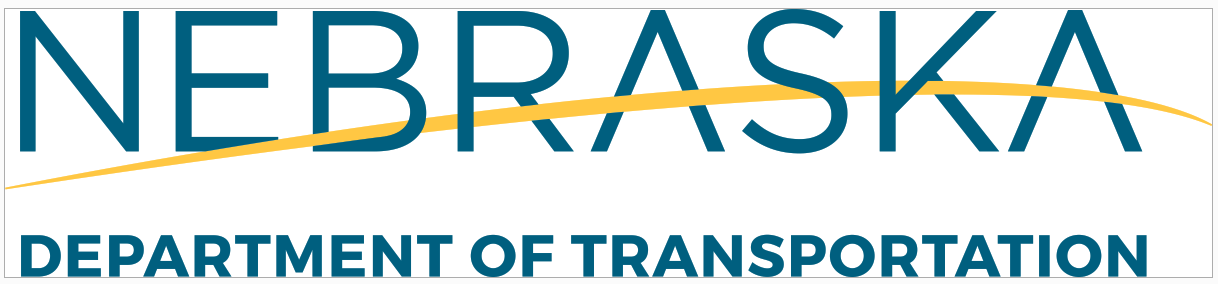 NEBRASKA
DEPARTMENT OF TRANSPORTATION